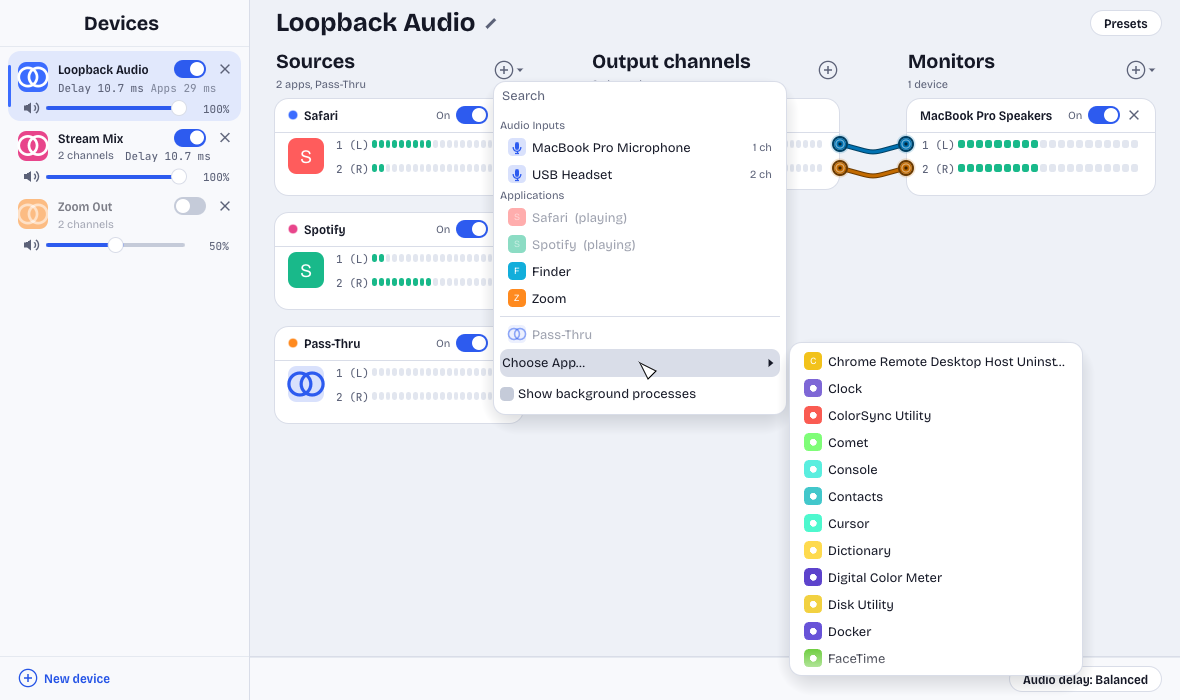 Devices
Loopback Audio
Delay 10.7 ms Apps 29 ms
100%
Stream Mix
2 channels Delay 10.7 ms
100%
Zoom Out
2 channels
50%
New device
Loopback Audio
Presets
Sources
2 apps, Pass-Thru
Safari On
S
1 (L)
2 (R)
Spotify On
S
1 (L)
2 (R)
Pass-Thru On
1 (L)
2 (R)
Output channels
Monitors
1 device
MacBook Pro Speakers On
1 (L)
2 (R)
Search
Audio Inputs
MacBook Pro Microphone 1 ch
USB Headset 2 ch
Applications
S Safari (playing)
S Spotify (playing)
F Finder
Z Zoom
Pass-Thru
Choose App...
Show background processes
C Chrome Remote Desktop Host Uninst...
Clock
ColorSync Utility
Comet
Console
Contacts
Cursor
Dictionary
Digital Color Meter
Disk Utility
Docker
FaceTime
Audio delay: Balanced